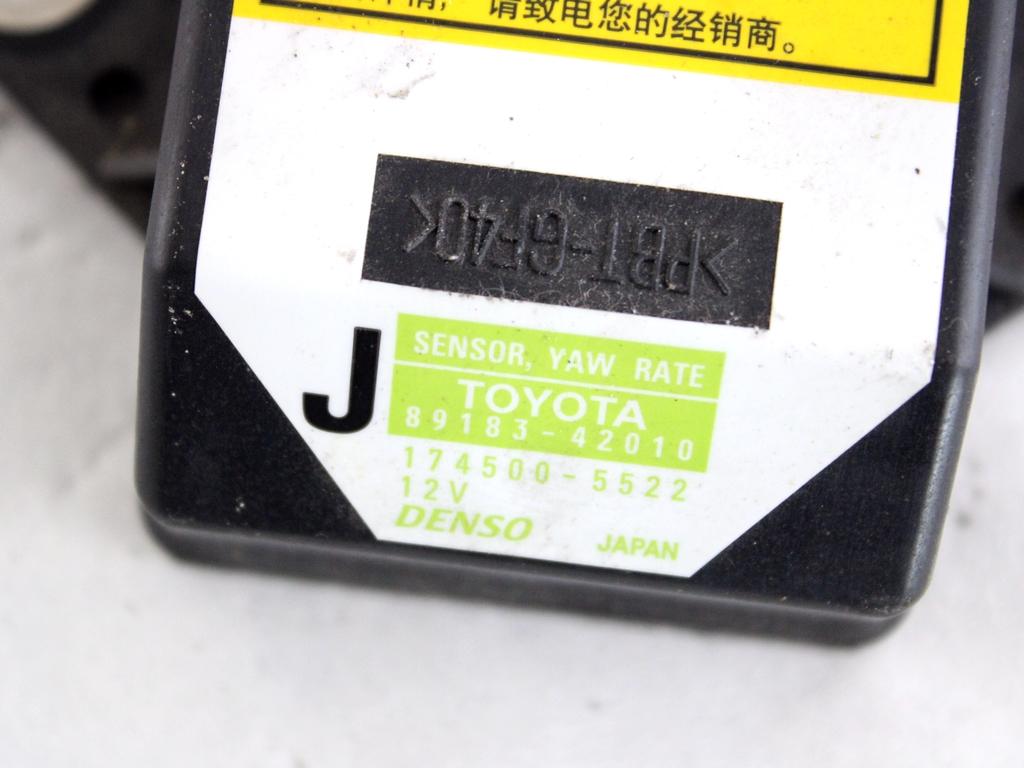 请致电您的经销商。
>PBT-GF40<
J
SENSOR, YAW RATE
TOYOTA
89183-42010
174500-5522
12V
DENSO
JAPAN